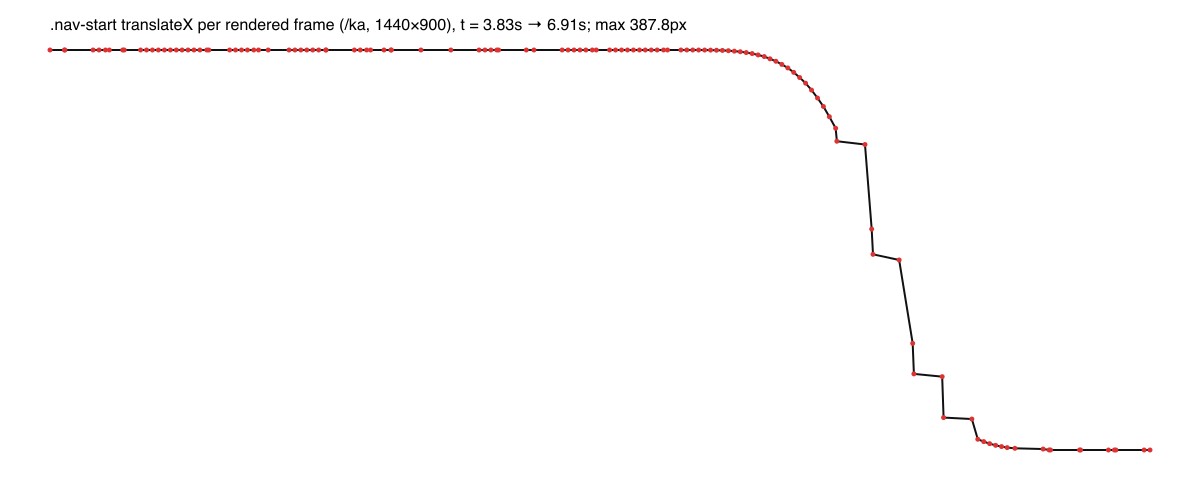 .nav-start translateX per rendered frame (/ka, 1440×900), t = 3.83s → 6.91s; max 387.8px